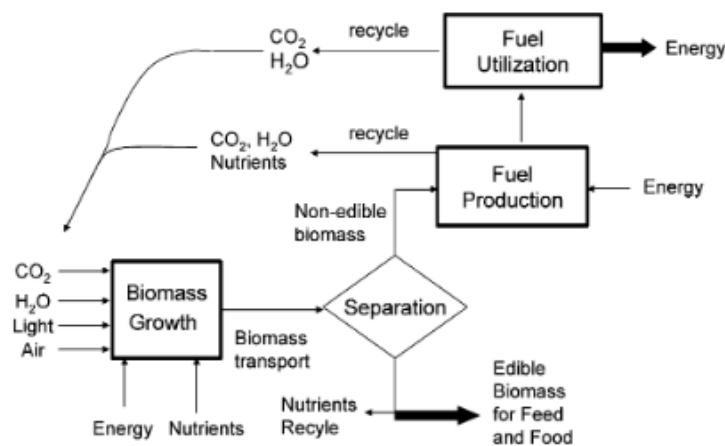 CO₂
H₂O
recycle
Fuel
Utilization
Energy
CO₂, H₂O
Nutrients
recycle
Fuel
Production
Energy
Non-edible
biomass
CO₂
H₂O
Light
Air
Biomass
Growth
Biomass
transport
Separation
Energy
Nutrients
Nutrients
Recyle
Edible
Biomass
for Feed
and Food